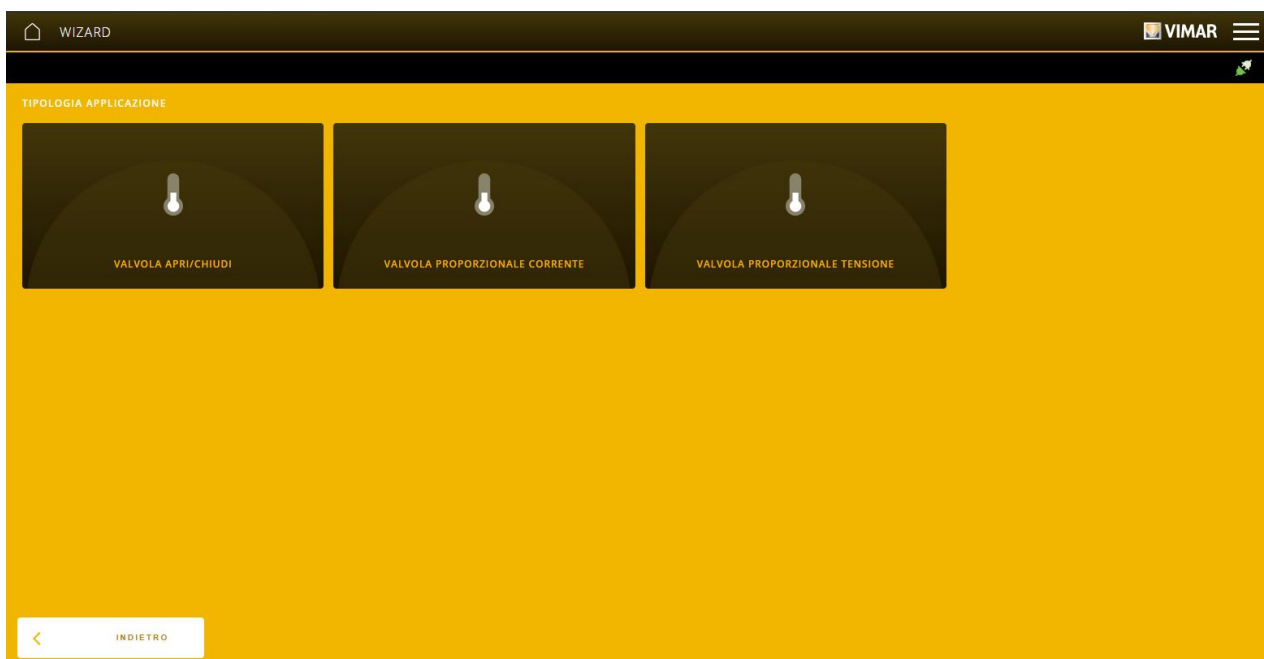 WIZARD
VIMAR
TIPOLOGIA APPLICAZIONE
VALVOLA APRI/CHIUDI
VALVOLA PROPORZIONALE CORRENTE
VALVOLA PROPORZIONALE TENSIONE
INDIETRO